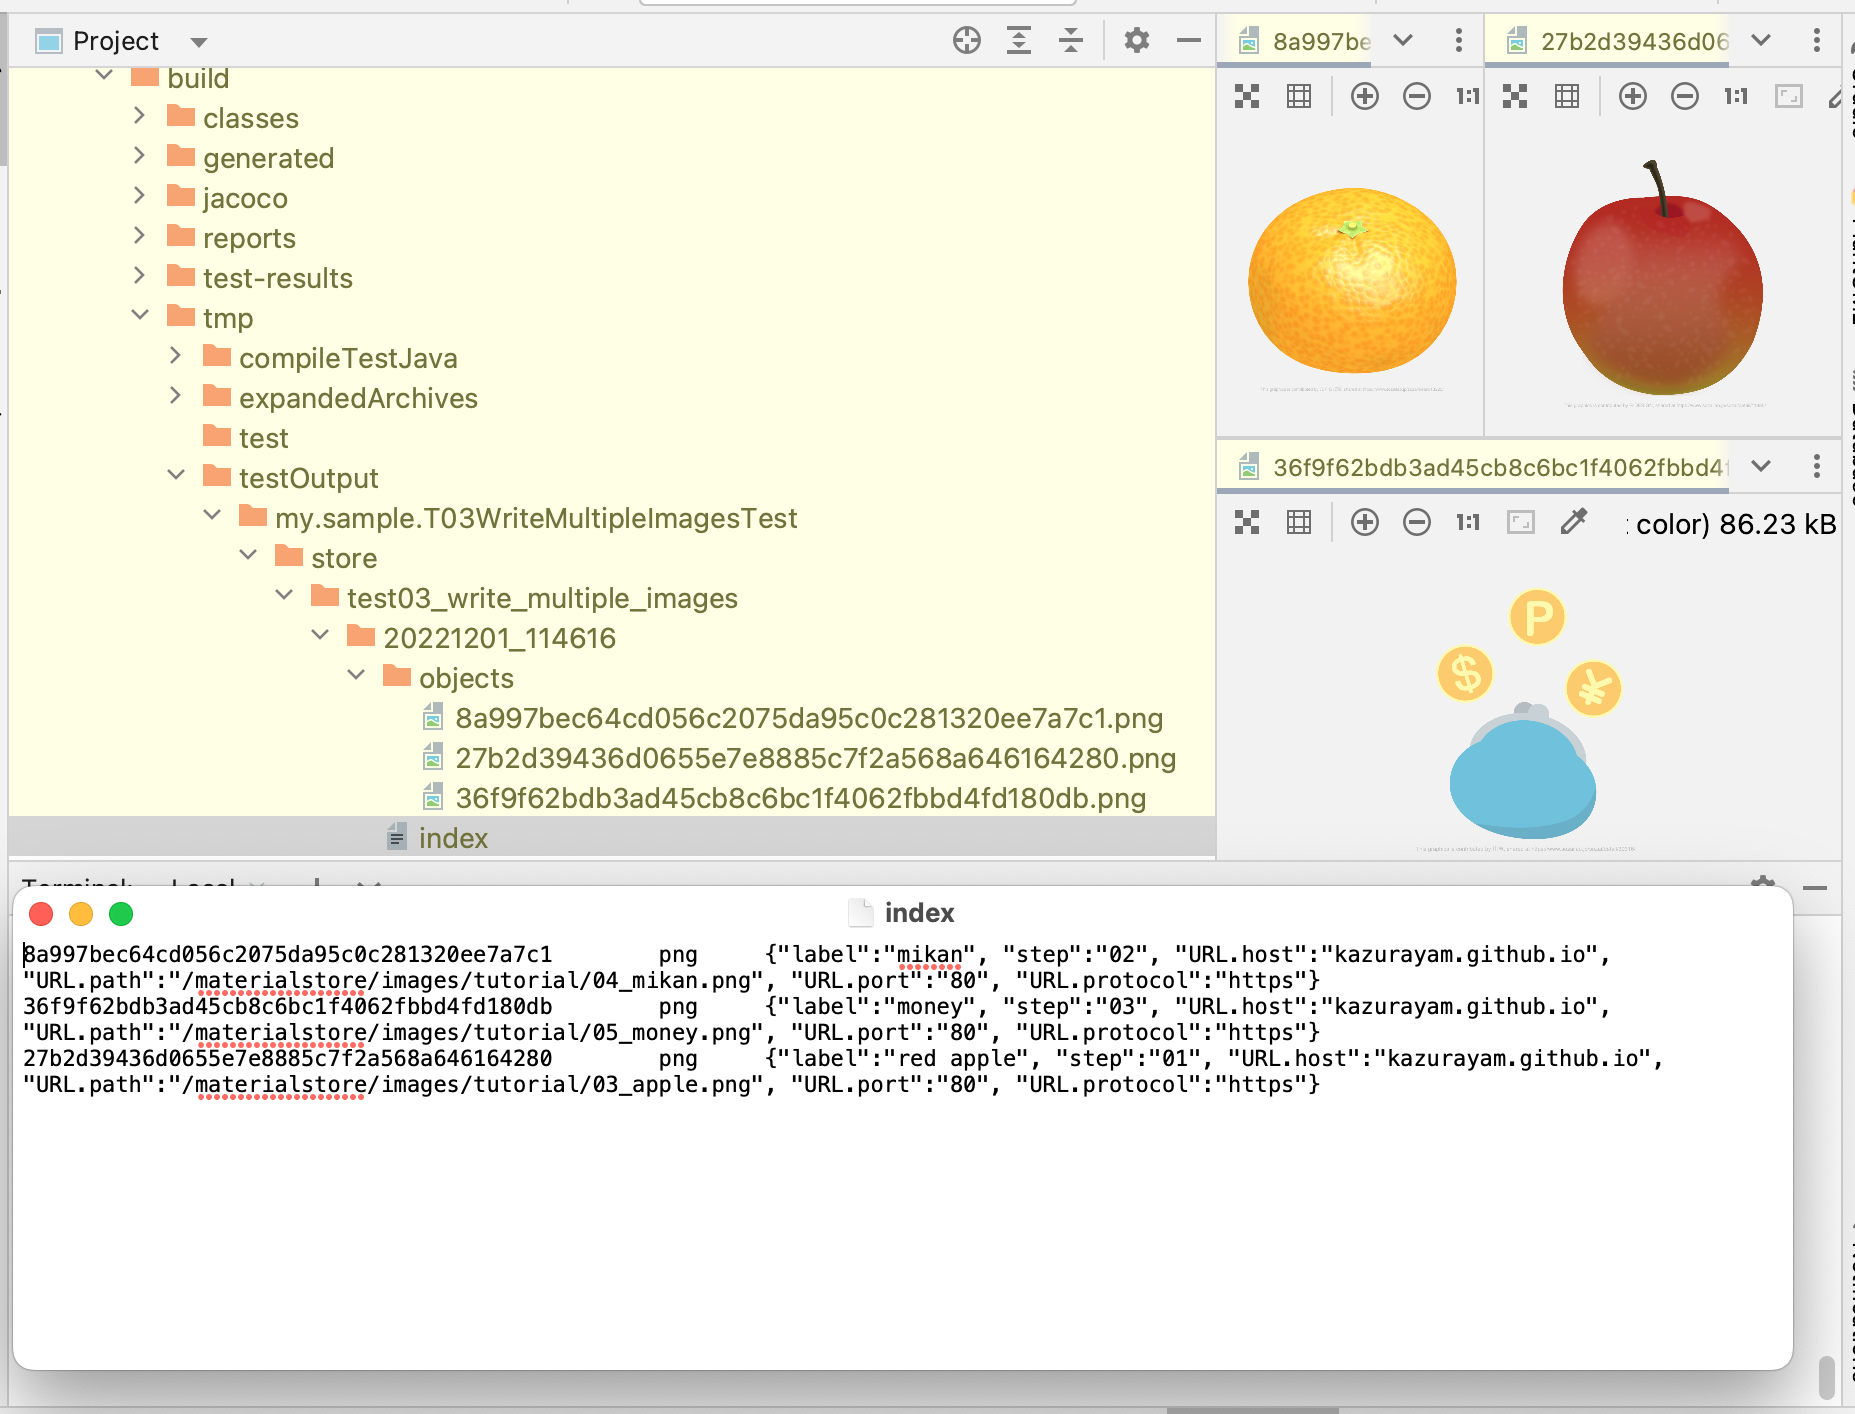 Project
build
classes
generated
jacoco
reports
test-results
tmp
compileTestJava
expandedArchives
test
testOutput
my.sample.T03WriteMultipleImagesTest
store
test03_write_multiple_images
20221201_114616
objects
8a997bec64cd056c2075da95c0c281320ee7a7c1.png
27b2d39436d0655e7e8885c7f2a568a646164280.png
36f9f62bdb3ad45cb8c6bc1f4062fbbd4fd180db.png
index
8a997be
1:1
27b2d39436d06
1:1
36f9f62bdb3ad45cb8c6bc1f4062fbbd4f
1:1
color) 86.23 kB
P
$
¥
index
8a997bec64cd056c2075da95c0c281320ee7a7c1 png {"label":"mikan", "step":"02", "URL.host":"kazurayam.github.io",
"URL.path":"/materialstore/images/tutorial/04_mikan.png", "URL.port":"80", "URL.protocol":"https"}
36f9f62bdb3ad45cb8c6bc1f4062fbbd4fd180db png {"label":"money", "step":"03", "URL.host":"kazurayam.github.io",
"URL.path":"/materialstore/images/tutorial/05_money.png", "URL.port":"80", "URL.protocol":"https"}
27b2d39436d0655e7e8885c7f2a568a646164280 png {"label":"red apple", "step":"01", "URL.host":"kazurayam.github.io",
"URL.path":"/materialstore/images/tutorial/03_apple.png", "URL.port":"80", "URL.protocol":"https"}